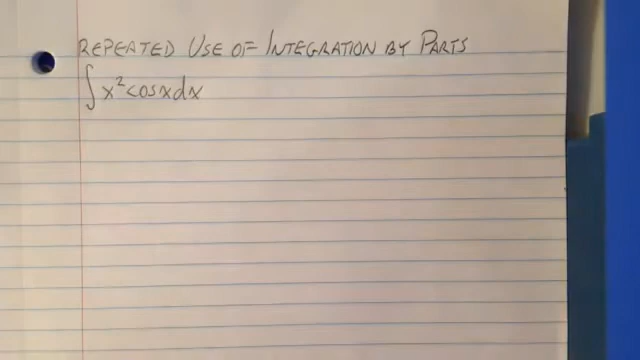 REPEATED USE OF INTEGRATION BY PARTS
∫x²cosxdx